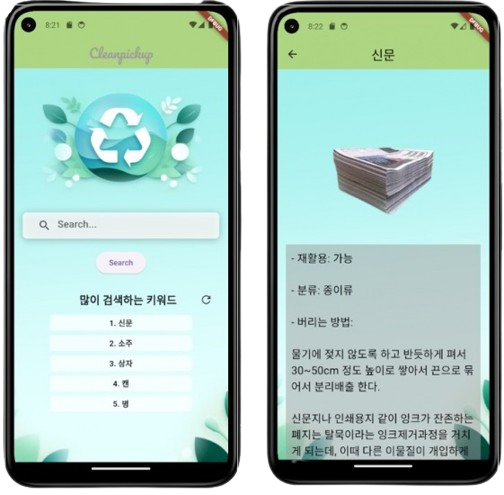 8:21
DEBUG
Cleanpickup
Search...
Search
많이 검색하는 키워드
1. 신문
2. 소주
3. 상자
4. 캔
5. 병
8:22
DEBUG
신문
- 재활용: 가능
- 분류: 종이류
- 버리는 방법:
물기에 젖지 않도록 하고 반듯하게 펴서
30~50cm 정도 높이로 쌓아서 끈으로 묶
어서 분리배출 한다.
신문지나 인쇄용지 같이 잉크가 잔존하는
폐지는 탈묵이라는 잉크제거과정을 거치
게 되는데, 이때 다른 이물질이 개입하게